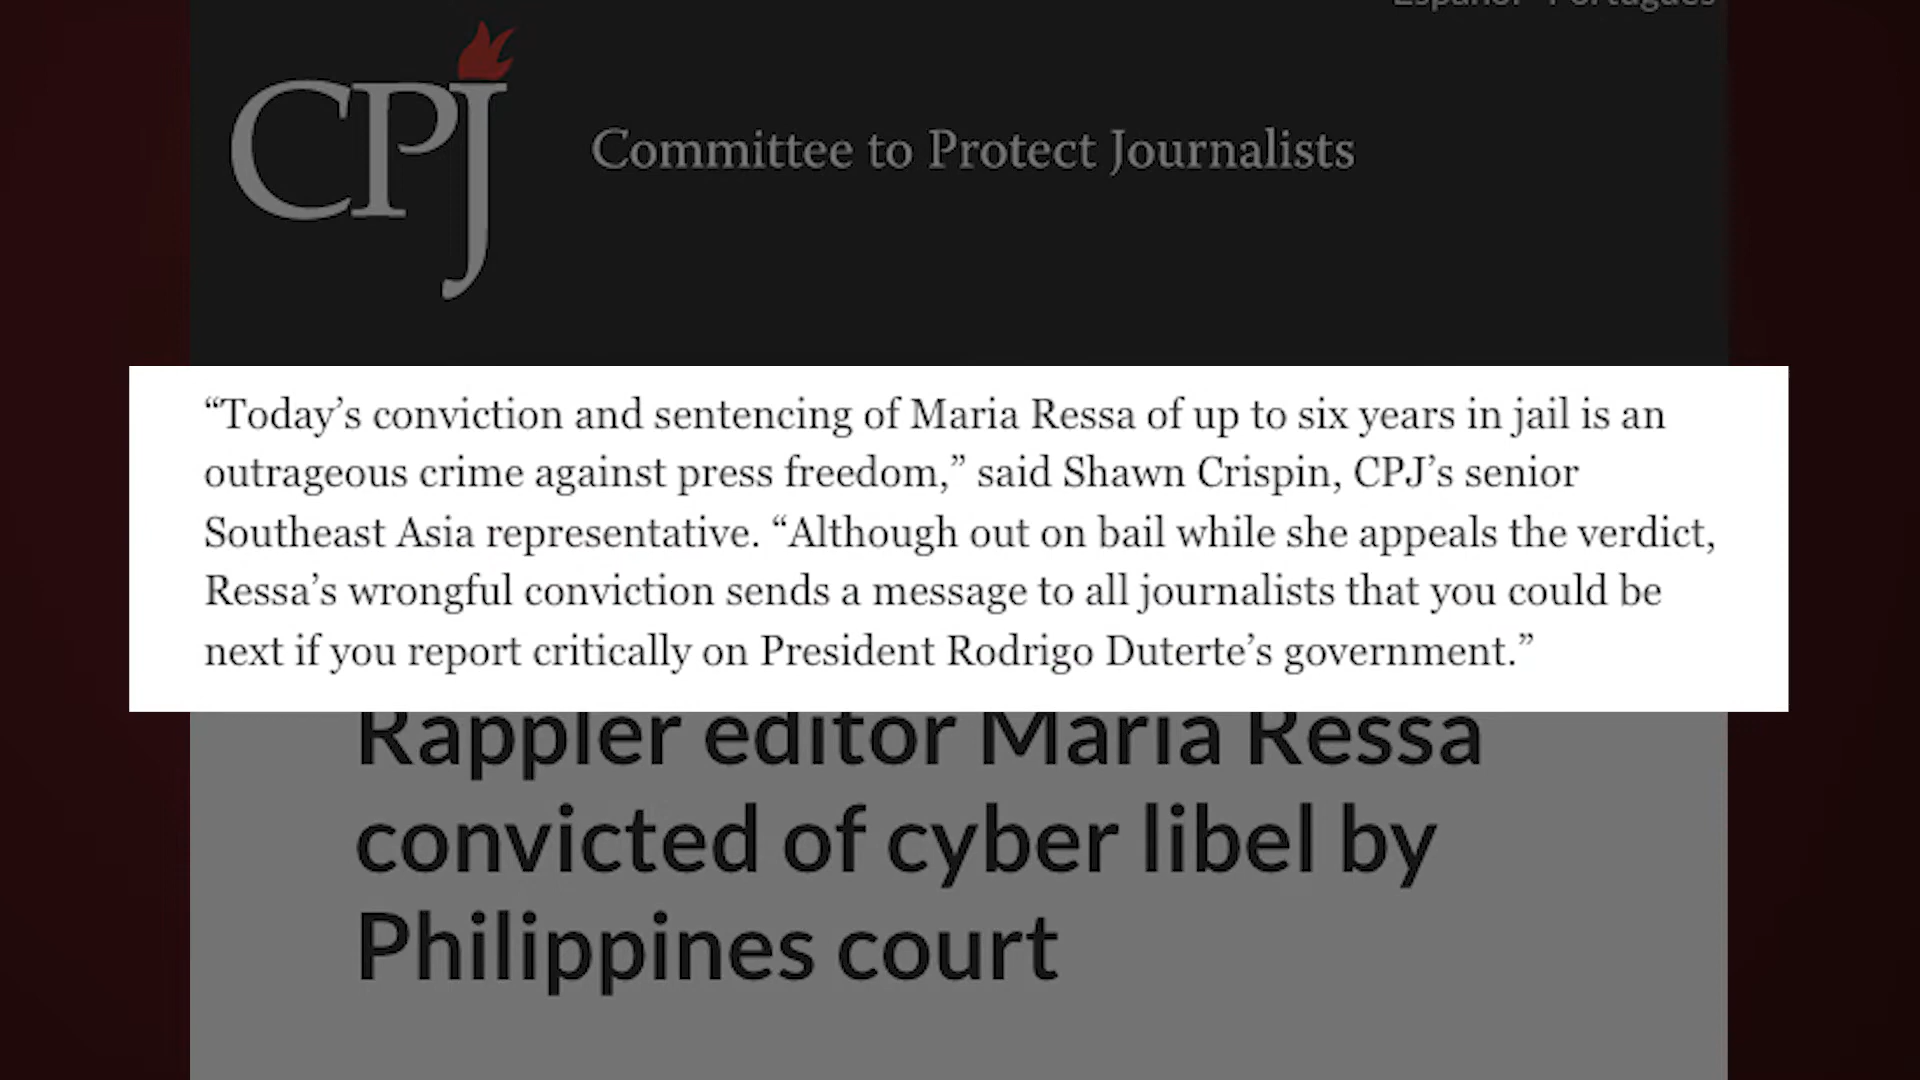 Español Português
CPJ
Committee to Protect Journalists
“Today’s conviction and sentencing of Maria Ressa of up to six years in jail is an
outrageous crime against press freedom,” said Shawn Crispin, CPJ’s senior
Southeast Asia representative. “Although out on bail while she appeals the verdict,
Ressa’s wrongful conviction sends a message to all journalists that you could be
next if you report critically on President Rodrigo Duterte’s government.”
Rappler editor Maria Ressa
convicted of cyber libel by
Philippines court